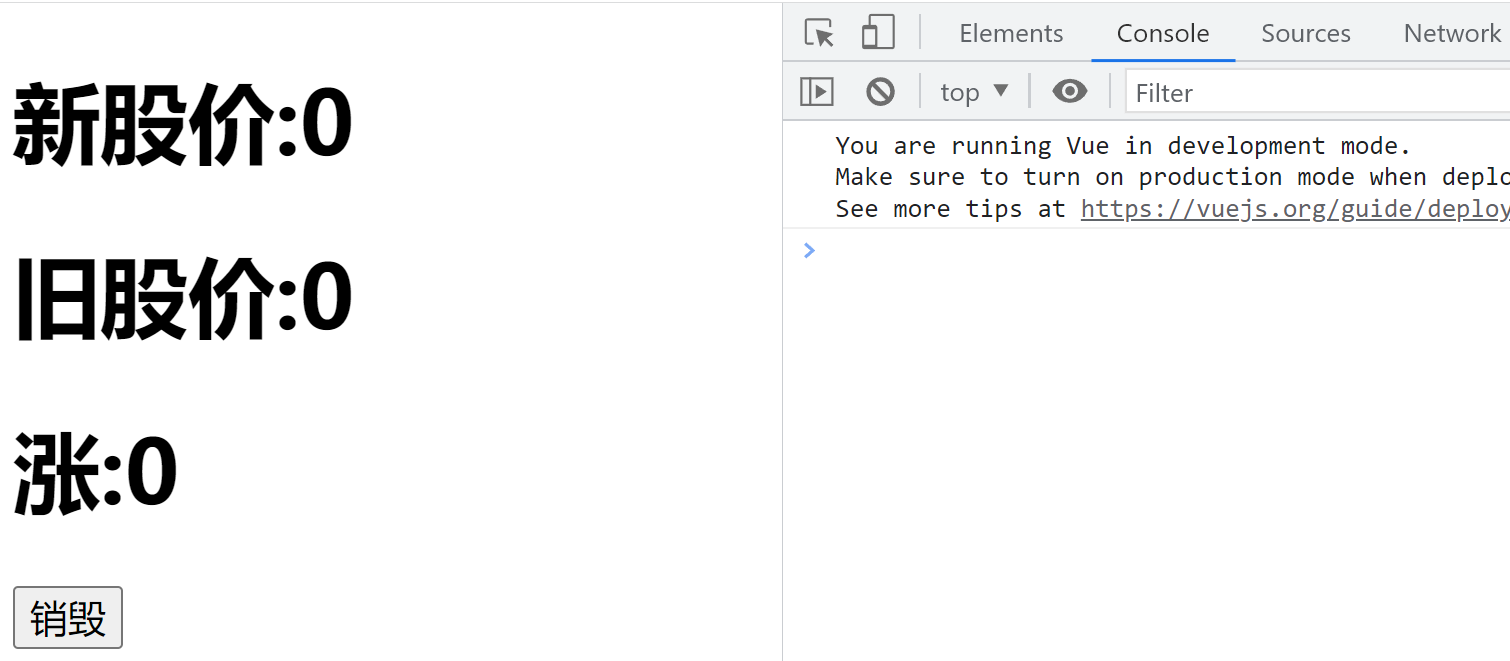 新股价:0
旧股价:0
涨:0
销毁
Elements Console Sources Network
top ▼ Filter
You are running Vue in development mode.
Make sure to turn on production mode when deplo
See more tips at https://vuejs.org/guide/deploy
>